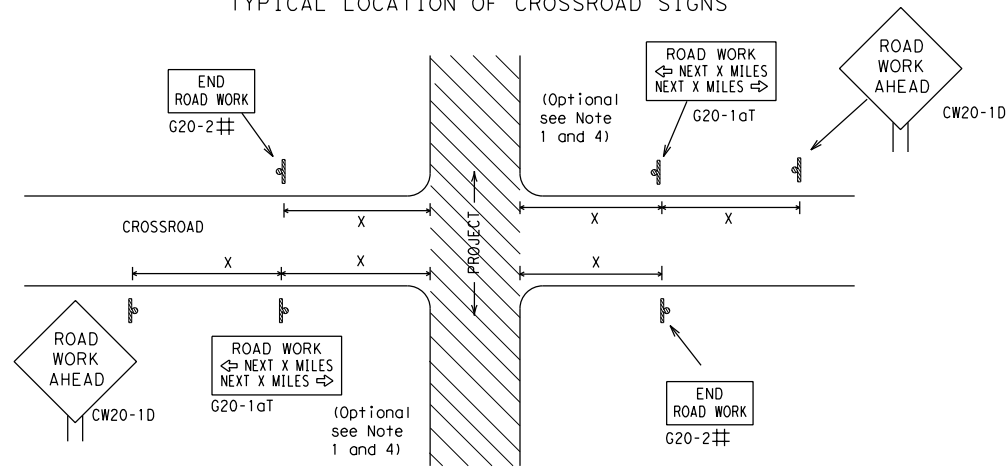 TYPICAL LOCATION OF CROSSROAD SIGNS
END
ROAD WORK
G20-2#
(Optional
see Note
1 and 4)
ROAD WORK
⇦ NEXT X MILES
NEXT X MILES ⇨
G20-1aT
ROAD
WORK
AHEAD
CW20-1D
X
X
X
CROSSROAD
PROJECT
X
X
X
ROAD
WORK
AHEAD
CW20-1D
ROAD WORK
⇦ NEXT X MILES
NEXT X MILES ⇨
G20-1aT
(Optional
see Note
1 and 4)
END
ROAD WORK
G20-2#